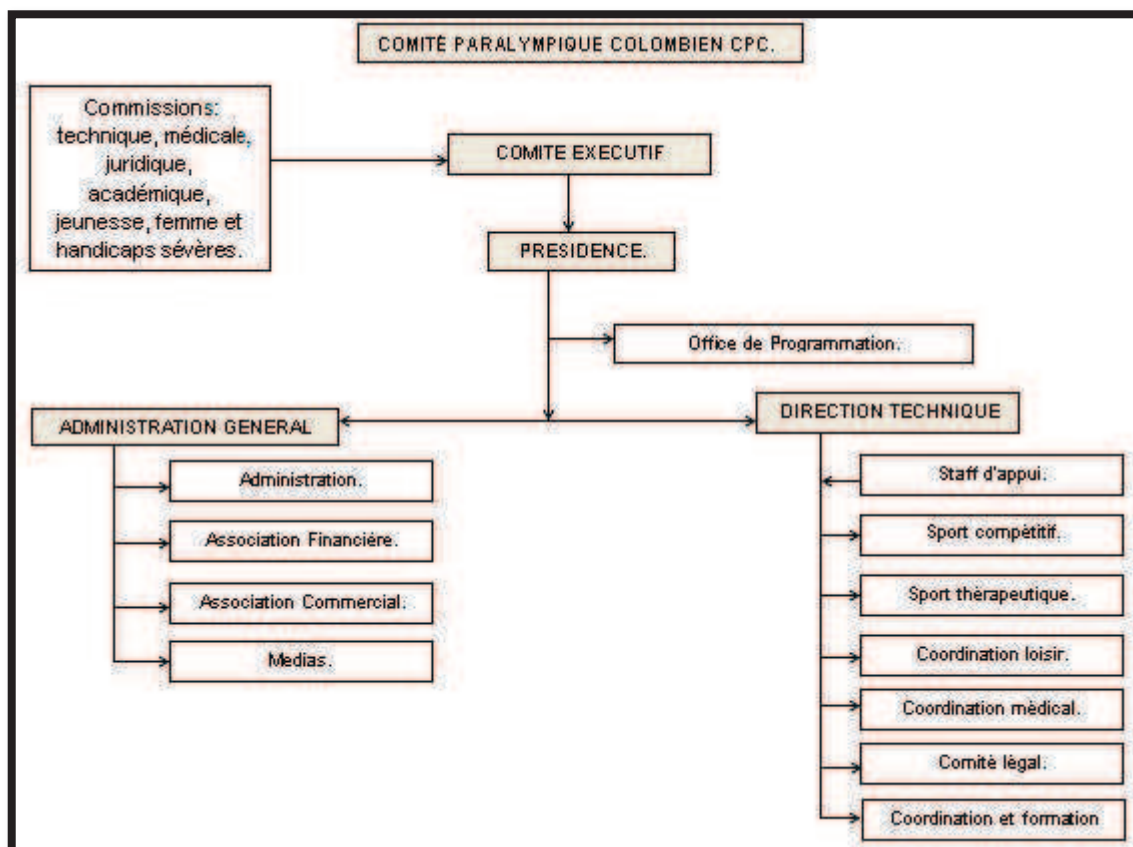 COMITÉ PARALYMPIQUE COLOMBIEN CPC.
Commissions:
technique, médicale,
juridique,
académique,
jeunesse, femme et
handicaps sévères.
COMITE EXECUTIF
PRESIDENCE.
Office de Programmation.
ADMINISTRATION GENERAL
Administration.
Association Financiére.
Association Commercial.
Medias.
DIRECTION TECHNIQUE
Staff d'appui.
Sport compétitif.
Sport thérapeutique.
Coordination loisir.
Coordination médical.
Comité légal.
Coordination et formation